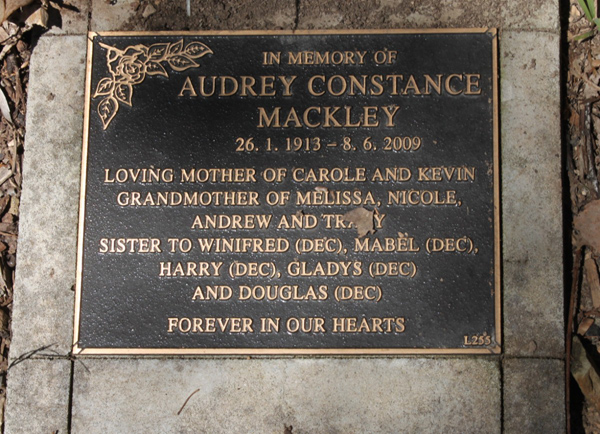 IN MEMORY OF
AUDREY CONSTANCE
MACKLEY
26. 1. 1913 – 8. 6. 2009
LOVING MOTHER OF CAROLE AND KEVIN
GRANDMOTHER OF MELISSA, NICOLE,
ANDREW AND
SISTER TO WINIFRED (DEC), MABEL (DEC),
HARRY (DEC), GLADYS (DEC)
AND DOUGLAS (DEC)
FOREVER IN OUR HEARTS
L255